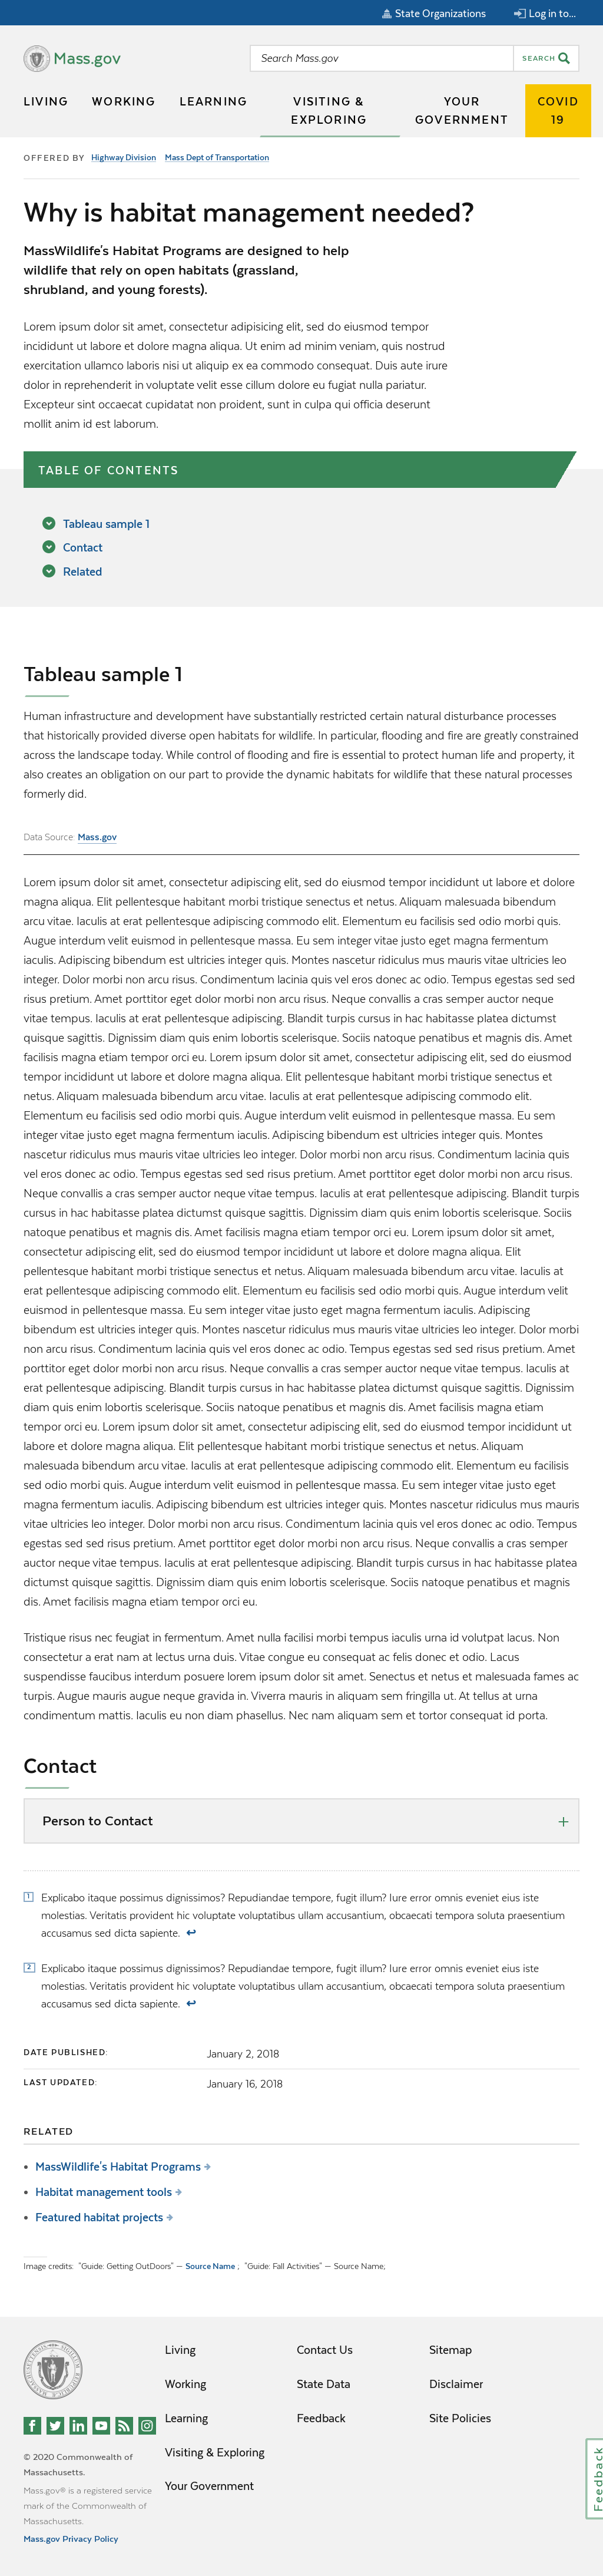 State Organizations
Log in to...
Mass.gov
Search Mass.gov
SEARCH
LIVING
WORKING
LEARNING
VISITING &
EXPLORING
YOUR
GOVERNMENT
COVID
19
OFFERED BY Highway Division Mass Dept of Transportation
Why is habitat management needed?
MassWildlife's Habitat Programs are designed to help
wildlife that rely on open habitats (grassland,
shrubland, and young forests).
Lorem ipsum dolor sit amet, consectetur adipisicing elit, sed do eiusmod tempor
incididunt ut labore et dolore magna aliqua. Ut enim ad minim veniam, quis nostrud
exercitation ullamco laboris nisi ut aliquip ex ea commodo consequat. Duis aute irure
dolor in reprehenderit in voluptate velit esse cillum dolore eu fugiat nulla pariatur.
Excepteur sint occaecat cupidatat non proident, sunt in culpa qui officia deserunt
mollit anim id est laborum.
TABLE OF CONTENTS
Tableau sample 1
Contact
Related
Tableau sample 1
Human infrastructure and development have substantially restricted certain natural disturbance processes
that historically provided diverse open habitats for wildlife. In particular, flooding and fire are greatly constrained
across the landscape today. While control of flooding and fire is essential to protect human life and property, it
also creates an obligation on our part to provide the dynamic habitats for wildlife that these natural processes
formerly did.
Data Source: Mass.gov
Lorem ipsum dolor sit amet, consectetur adipiscing elit, sed do eiusmod tempor incididunt ut labore et dolore
magna aliqua. Elit pellentesque habitant morbi tristique senectus et netus. Aliquam malesuada bibendum
arcu vitae. Iaculis at erat pellentesque adipiscing commodo elit. Elementum eu facilisis sed odio morbi quis.
Augue interdum velit euismod in pellentesque massa. Eu sem integer vitae justo eget magna fermentum
iaculis. Adipiscing bibendum est ultricies integer quis. Montes nascetur ridiculus mus mauris vitae ultricies leo
integer. Dolor morbi non arcu risus. Condimentum lacinia quis vel eros donec ac odio. Tempus egestas sed sed
risus pretium. Amet porttitor eget dolor morbi non arcu risus. Neque convallis a cras semper auctor neque
vitae tempus. Iaculis at erat pellentesque adipiscing. Blandit turpis cursus in hac habitasse platea dictumst
quisque sagittis. Dignissim diam quis enim lobortis scelerisque. Sociis natoque penatibus et magnis dis. Amet
facilisis magna etiam tempor orci eu. Lorem ipsum dolor sit amet, consectetur adipiscing elit, sed do eiusmod
tempor incididunt ut labore et dolore magna aliqua. Elit pellentesque habitant morbi tristique senectus et
netus. Aliquam malesuada bibendum arcu vitae. Iaculis at erat pellentesque adipiscing commodo elit.
Elementum eu facilisis sed odio morbi quis. Augue interdum velit euismod in pellentesque massa. Eu sem
integer vitae justo eget magna fermentum iaculis. Adipiscing bibendum est ultricies integer quis. Montes
nascetur ridiculus mus mauris vitae ultricies leo integer. Dolor morbi non arcu risus. Condimentum lacinia quis
vel eros donec ac odio. Tempus egestas sed sed risus pretium. Amet porttitor eget dolor morbi non arcu risus.
Neque convallis a cras semper auctor neque vitae tempus. Iaculis at erat pellentesque adipiscing. Blandit turpis
cursus in hac habitasse platea dictumst quisque sagittis. Dignissim diam quis enim lobortis scelerisque. Sociis
natoque penatibus et magnis dis. Amet facilisis magna etiam tempor orci eu. Lorem ipsum dolor sit amet,
consectetur adipiscing elit, sed do eiusmod tempor incididunt ut labore et dolore magna aliqua. Elit
pellentesque habitant morbi tristique senectus et netus. Aliquam malesuada bibendum arcu vitae. Iaculis at
erat pellentesque adipiscing commodo elit. Elementum eu facilisis sed odio morbi quis. Augue interdum velit
euismod in pellentesque massa. Eu sem integer vitae justo eget magna fermentum iaculis. Adipiscing
bibendum est ultricies integer quis. Montes nascetur ridiculus mus mauris vitae ultricies leo integer. Dolor morbi
non arcu risus. Condimentum lacinia quis vel eros donec ac odio. Tempus egestas sed sed risus pretium. Amet
porttitor eget dolor morbi non arcu risus. Neque convallis a cras semper auctor neque vitae tempus. Iaculis at
erat pellentesque adipiscing. Blandit turpis cursus in hac habitasse platea dictumst quisque sagittis. Dignissim
diam quis enim lobortis scelerisque. Sociis natoque penatibus et magnis dis. Amet facilisis magna etiam
tempor orci eu. Lorem ipsum dolor sit amet, consectetur adipiscing elit, sed do eiusmod tempor incididunt ut
labore et dolore magna aliqua. Elit pellentesque habitant morbi tristique senectus et netus. Aliquam
malesuada bibendum arcu vitae. Iaculis at erat pellentesque adipiscing commodo elit. Elementum eu facilisis
sed odio morbi quis. Augue interdum velit euismod in pellentesque massa. Eu sem integer vitae justo eget
magna fermentum iaculis. Adipiscing bibendum est ultricies integer quis. Montes nascetur ridiculus mus mauris
vitae ultricies leo integer. Dolor morbi non arcu risus. Condimentum lacinia quis vel eros donec ac odio. Tempus
egestas sed sed risus pretium. Amet porttitor eget dolor morbi non arcu risus. Neque convallis a cras semper
auctor neque vitae tempus. Iaculis at erat pellentesque adipiscing. Blandit turpis cursus in hac habitasse platea
dictumst quisque sagittis. Dignissim diam quis enim lobortis scelerisque. Sociis natoque penatibus et magnis
dis. Amet facilisis magna etiam tempor orci eu.
Tristique risus nec feugiat in fermentum. Amet nulla facilisi morbi tempus iaculis urna id volutpat lacus. Non
consectetur a erat nam at lectus urna duis. Vitae congue eu consequat ac felis donec et odio. Lacus
suspendisse faucibus interdum posuere lorem ipsum dolor sit amet. Senectus et netus et malesuada fames ac
turpis. Augue mauris augue neque gravida in. Viverra mauris in aliquam sem fringilla ut. At tellus at urna
condimentum mattis. Iaculis eu non diam phasellus. Nec nam aliquam sem et tortor consequat id porta.
Contact
Person to Contact
1 Explicabo itaque possimus dignissimos? Repudiandae tempore, fugit illum? Iure error omnis eveniet eius iste
molestias. Veritatis provident hic voluptate voluptatibus ullam accusantium, obcaecati tempora soluta praesentium
accusamus sed dicta sapiente. ↩
2 Explicabo itaque possimus dignissimos? Repudiandae tempore, fugit illum? Iure error omnis eveniet eius iste
molestias. Veritatis provident hic voluptate voluptatibus ullam accusantium, obcaecati tempora soluta praesentium
accusamus sed dicta sapiente. ↩
DATE PUBLISHED: January 2, 2018
LAST UPDATED: January 16, 2018
RELATED
MassWildlife's Habitat Programs
Habitat management tools
Featured habitat projects
Image credits: "Guide: Getting OutDoors" — Source Name ; "Guide: Fall Activities" — Source Name;
Living
Working
Learning
Visiting & Exploring
Your Government
Contact Us
State Data
Feedback
Sitemap
Disclaimer
Site Policies
© 2020 Commonwealth of
Massachusetts.
Mass.gov® is a registered service
mark of the Commonwealth of
Massachusetts.
Mass.gov Privacy Policy
Feedback